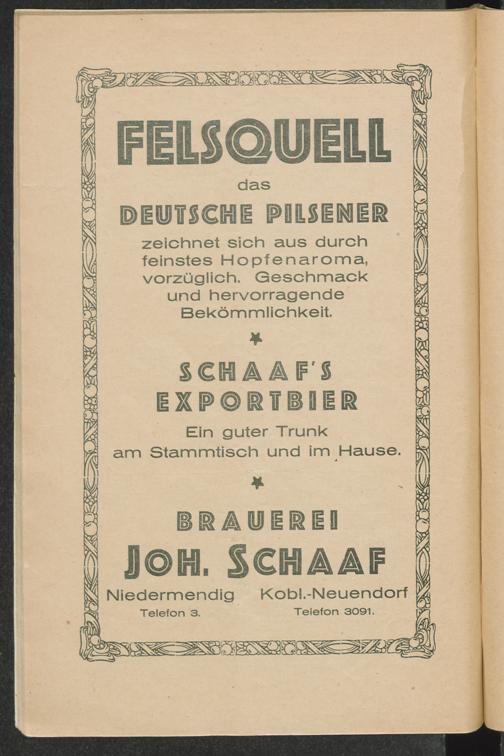 FELSQUELL
das
DEUTSCHE PILSENER
zeichnet sich aus durch
feinstes Hopfenaroma,
vorzüglich. Geschmack
und hervorragende
Bekömmlichkeit.
SCHAAF'S
EXPORTBIER
Ein guter Trunk
am Stammtisch und im Hause.
BRAUEREI
JOH. SCHAAF
Niedermendig Kobl.-Neuendorf
Telefon 3. Telefon 3091.